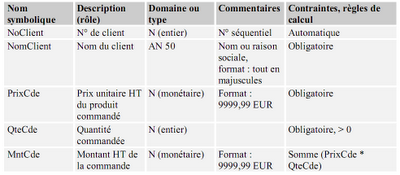 Nom symbolique Description (rôle) Domaine ou type Commentaires Contraintes, règles de calcul
NoClient N° de client N (entier) N° séquentiel Automatique
NomClient Nom du client AN 50 Nom ou raison sociale, format : tout en majuscules Obligatoire
PrixCde Prix unitaire HT du produit commandé N (monétaire) Format : 9999,99 EUR Obligatoire
QteCde Quantité commandée N (entier) Obligatoire, > 0
MntCde Montant HT de la commande N (monétaire) Format : 9999,99 EUR Somme (PrixCde * QteCde)